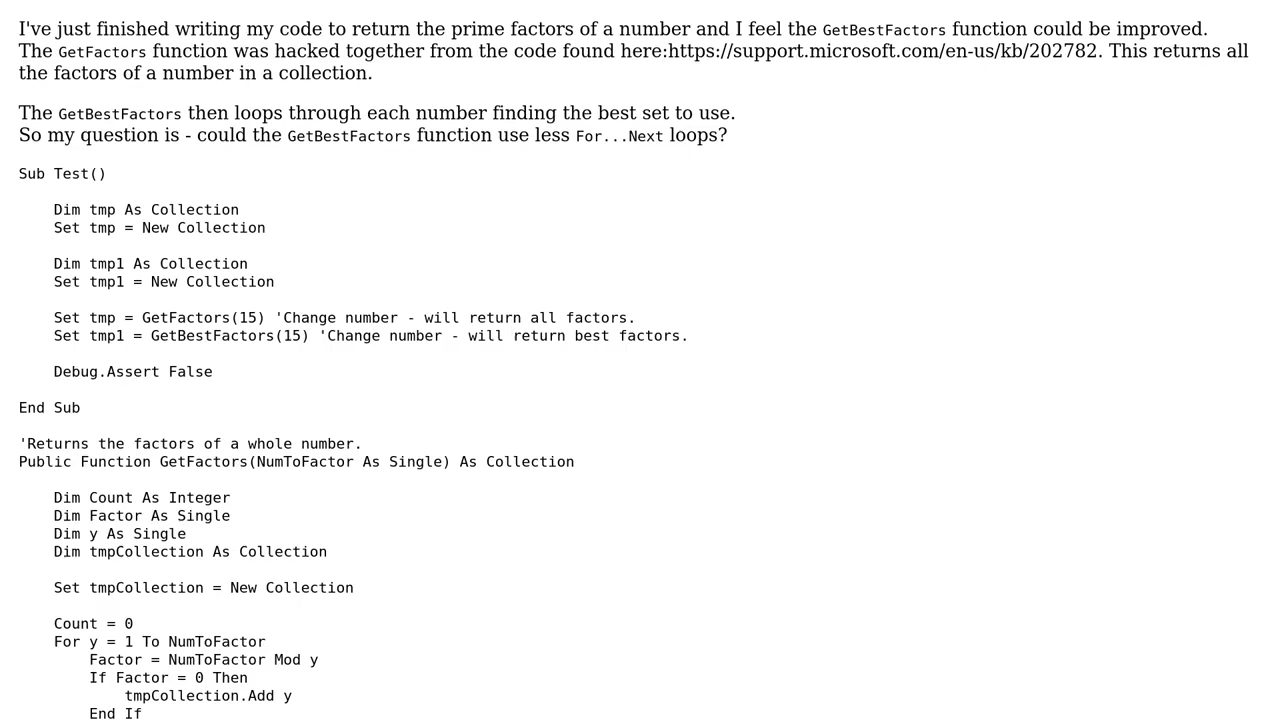 I've just finished writing my code to return the prime factors of a number and I feel the GetBestFactors function could be improved.
The GetFactors function was hacked together from the code found here:https://support.microsoft.com/en-us/kb/202782. This returns all
the factors of a number in a collection.
The GetBestFactors then loops through each number finding the best set to use.
So my question is - could the GetBestFactors function use less For...Next loops?
Sub Test()
Dim tmp As Collection
Set tmp = New Collection
Dim tmp1 As Collection
Set tmp1 = New Collection
Set tmp = GetFactors(15) 'Change number - will return all factors.
Set tmp1 = GetBestFactors(15) 'Change number - will return best factors.
Debug.Assert False
End Sub
'Returns the factors of a whole number.
Public Function GetFactors(NumToFactor As Single) As Collection
Dim Count As Integer
Dim Factor As Single
Dim y As Single
Dim tmpCollection As Collection
Set tmpCollection = New Collection
Count = 0
For y = 1 To NumToFactor
Factor = NumToFactor Mod y
If Factor = 0 Then
tmpCollection.Add y
End If